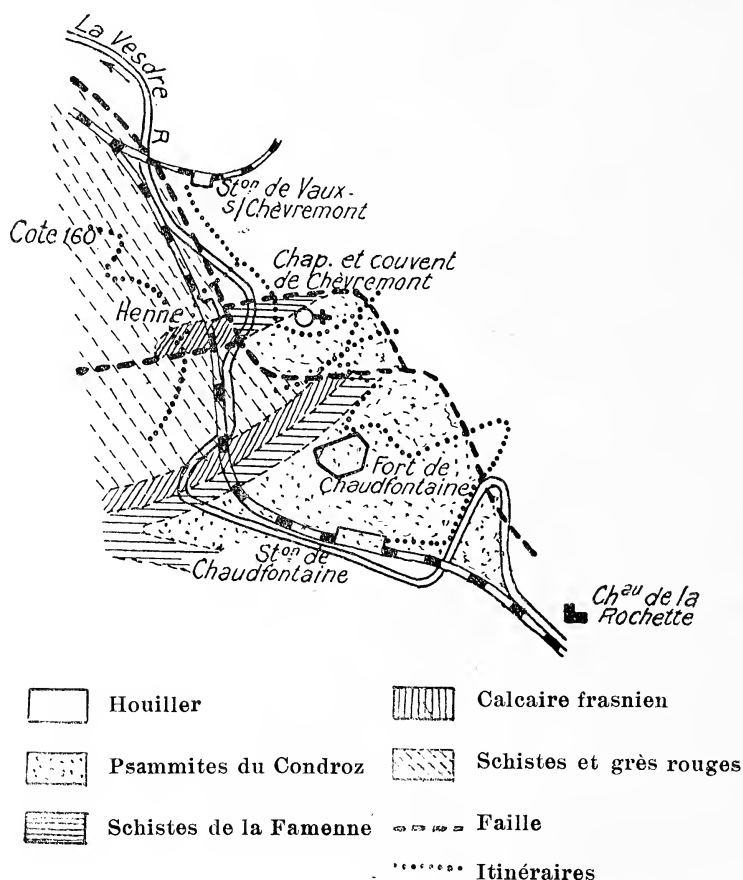 La Vesdre R
Ston de Vaux-
s/Chèvremont
Cote 160
Chap. et couvent
de Chèvremont
Henne
Fort de
Chaudfontaine
Ston de
Chaudfontaine
Chau de la
Rochette
Houiller
Calcaire frasnien
Psammites du Condroz
Schistes et grès rouges
Schistes de la Famenne
Faille
Itinéraires